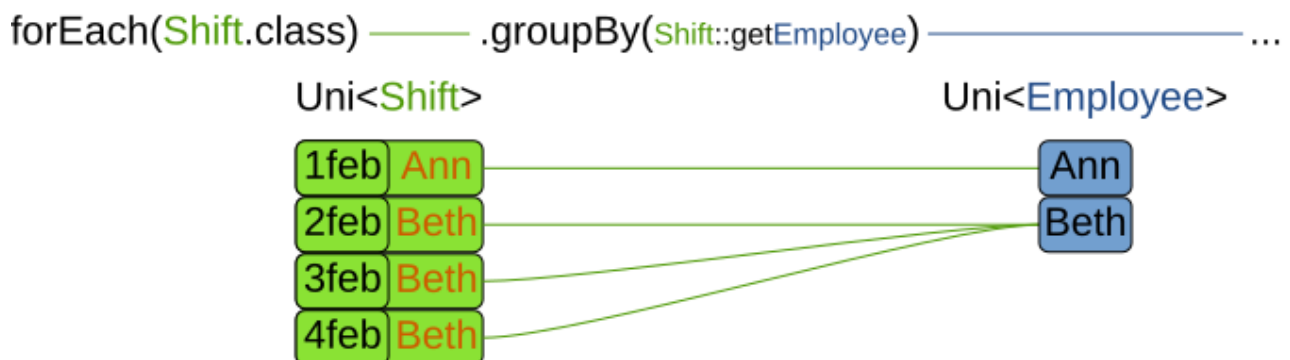 forEach(Shift.class) .groupBy(Shift::getEmployee) ...
Uni<Shift> Uni<Employee>
1feb Ann Ann
2feb Beth Beth
3feb Beth
4feb Beth